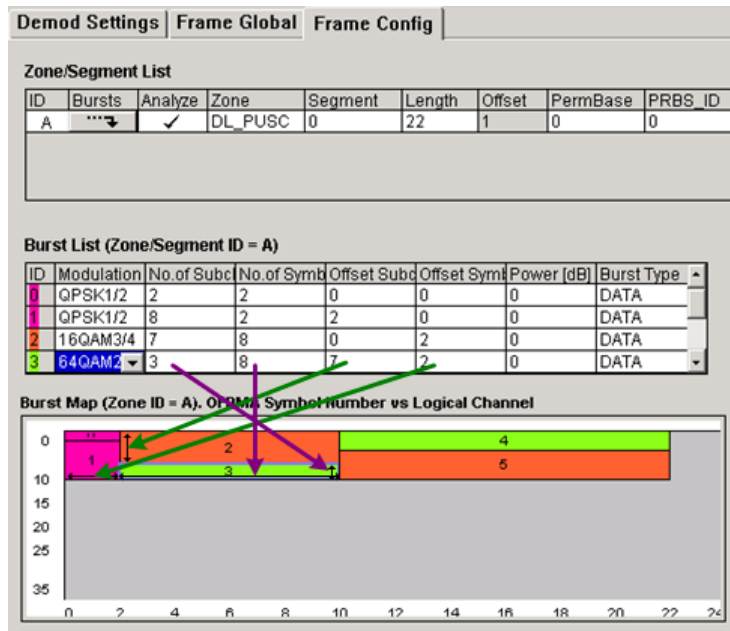 Demod Settings Frame Global Frame Config
Zone/Segment List
ID Bursts Analyze Zone Segment Length Offset PermBase PRBS_ID
A DL_PUSC 0 22 1 0 0
Burst List (Zone/Segment ID = A)
ID Modulation No.of Subcl No.of Symb Offset Subc Offset Symb Power [dB] Burst Type
0 QPSK1/2 2 2 0 0 0 DATA
1 QPSK1/2 8 2 2 0 0 DATA
2 16QAM3/4 7 8 0 2 0 DATA
3 64QAM2 3 8 7 2 0 DATA
Burst Map (Zone ID = A). OFDMA Symbol Number vs Logical Channel
0 2 4
1 3 5
10
15
20
25
35
0 2 4 6 8 10 12 14 16 18 20 22 24